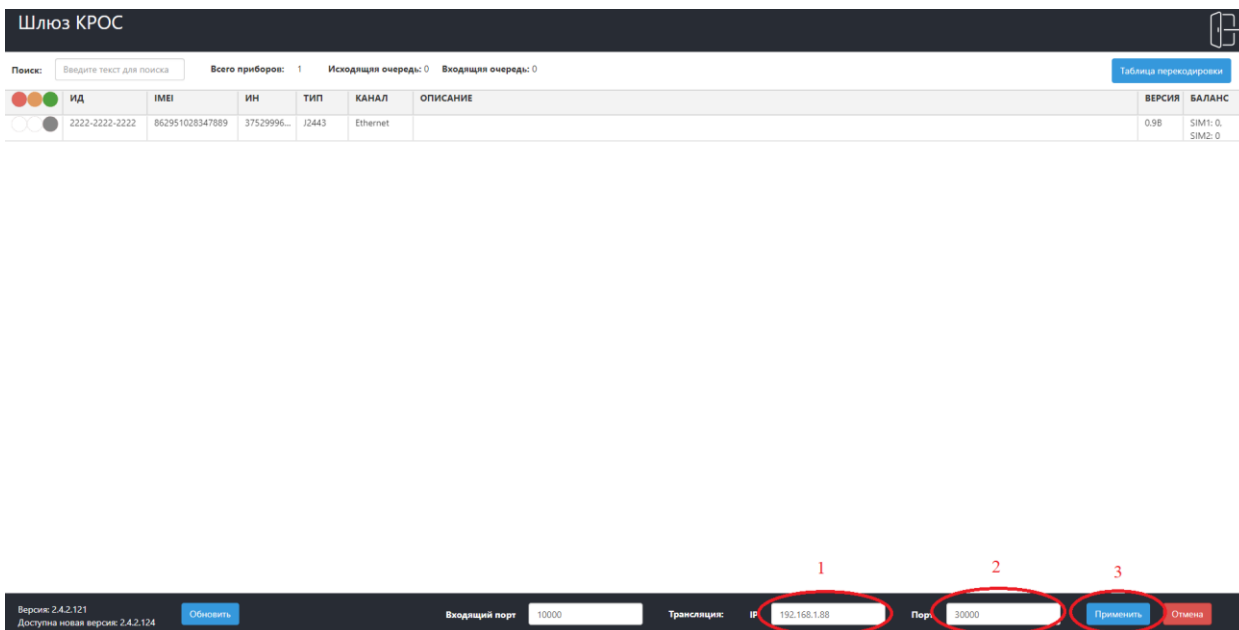 Шлюз КРОС
Поиск: Введите текст для поиска Всего приборов: 1 Исходящая очередь: 0 Входящая очередь: 0 Таблица перекодировки
ИД IMEI ИН ТИП КАНАЛ ОПИСАНИЕ ВЕРСИЯ БАЛАНС
2222-2222-2222 862951028347889 37529996... J2443 Ethernet 0.9B SIM1: 0,
SIM2: 0
1 2 3
Версия: 2.4.2.121
Доступна новая версия: 2.4.2.124
Обновить Входящий порт 10000 Трансляция: IP 192.168.1.88 Порт 30000 Применить Отмена